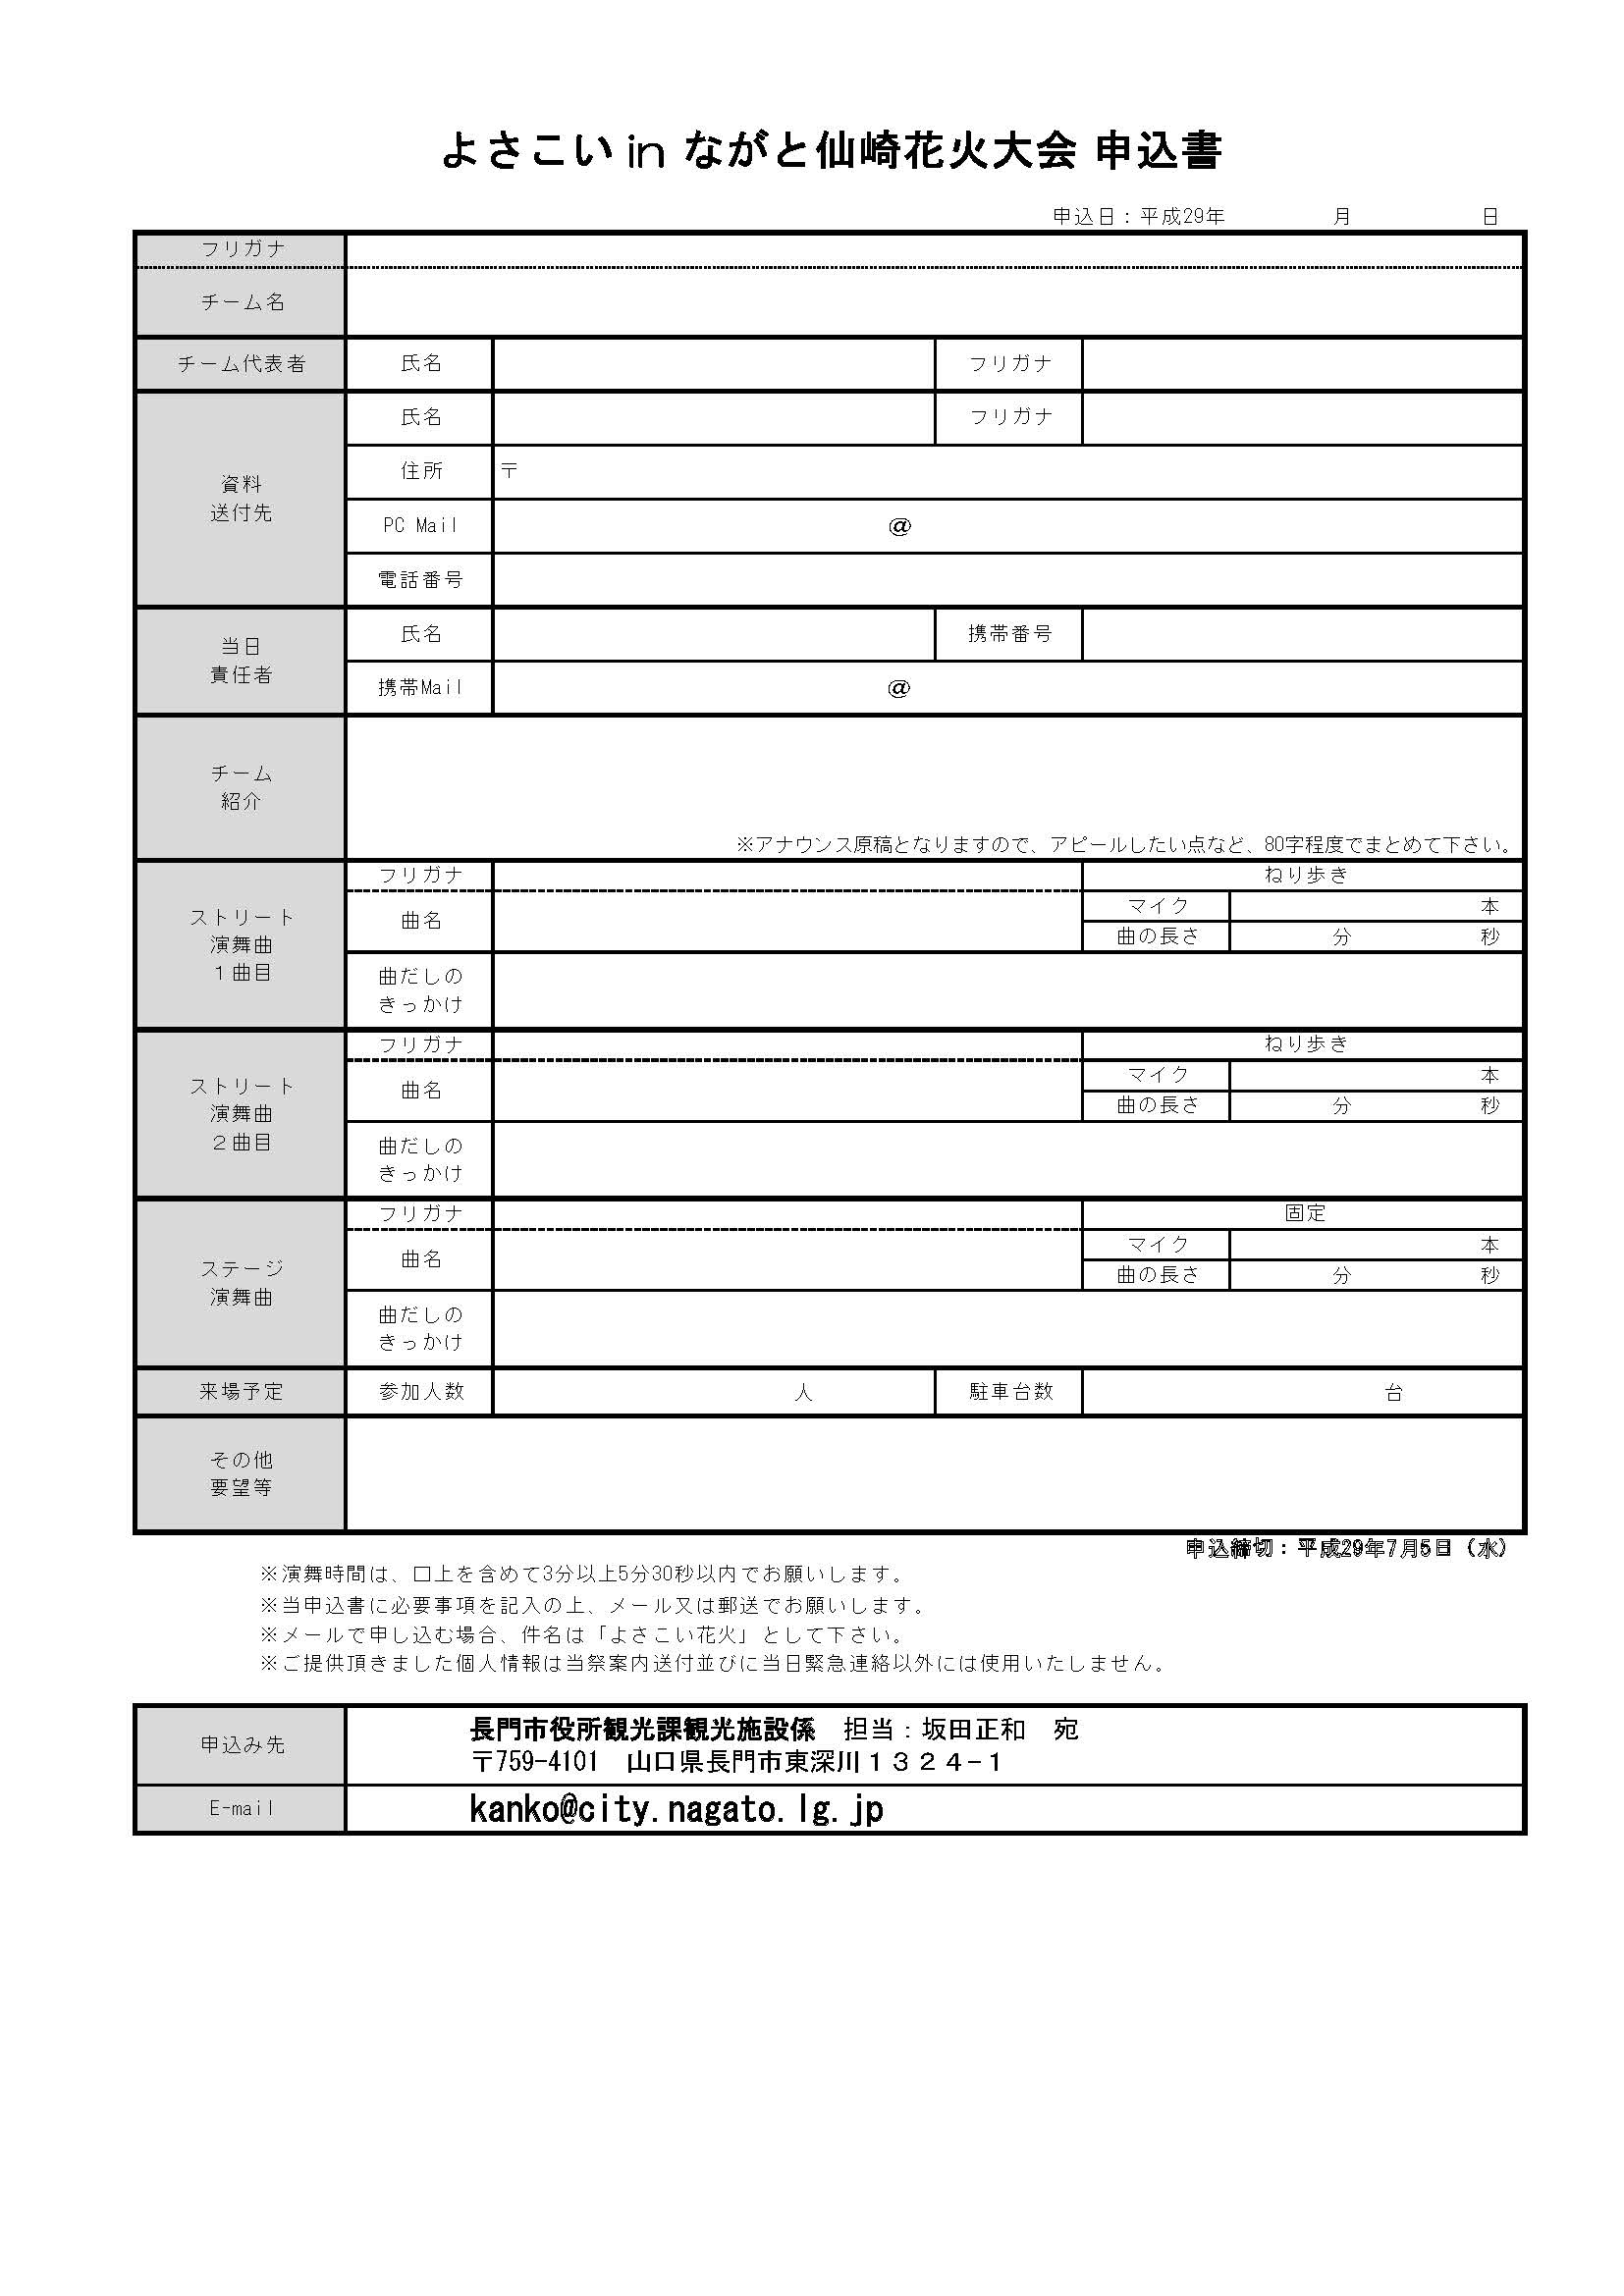 よさこい in ながと仙崎花火大会 申込書
申込日：平成29年　月　日
フリガナ
チーム名
チーム代表者　氏名　フリガナ
資料
送付先
氏名　フリガナ
住所　〒
PC Mail　@
電話番号
当日
責任者
氏名　携帯番号
携帯Mail　@
チーム
紹介
※アナウンス原稿となりますので、アピールしたい点など、80字程度でまとめて下さい。
ストリート
演舞曲
１曲目
フリガナ　ねり歩き
曲名
マイク　本
曲の長さ　分　秒
曲だしの
きっかけ
ストリート
演舞曲
２曲目
フリガナ　ねり歩き
曲名
マイク　本
曲の長さ　分　秒
曲だしの
きっかけ
ステージ
演舞曲
フリガナ　固定
曲名
マイク　本
曲の長さ　分　秒
曲だしの
きっかけ
来場予定　参加人数　人　駐車台数　台
その他
要望等
申込締切：平成29年7月5日（水）
※演舞時間は、口上を含めて3分以上5分30秒以内でお願いします。
※当申込書に必要事項を記入の上、メール又は郵送でお願いします。
※メールで申し込む場合、件名は「よさこい花火」として下さい。
※ご提供頂きました個人情報は当祭案内送付並びに当日緊急連絡以外には使用いたしません。
申込み先
長門市役所観光課観光施設係　担当：坂田正和　宛
〒759-4101　山口県長門市東深川１３２４－１
E-mail　kanko@city.nagato.lg.jp